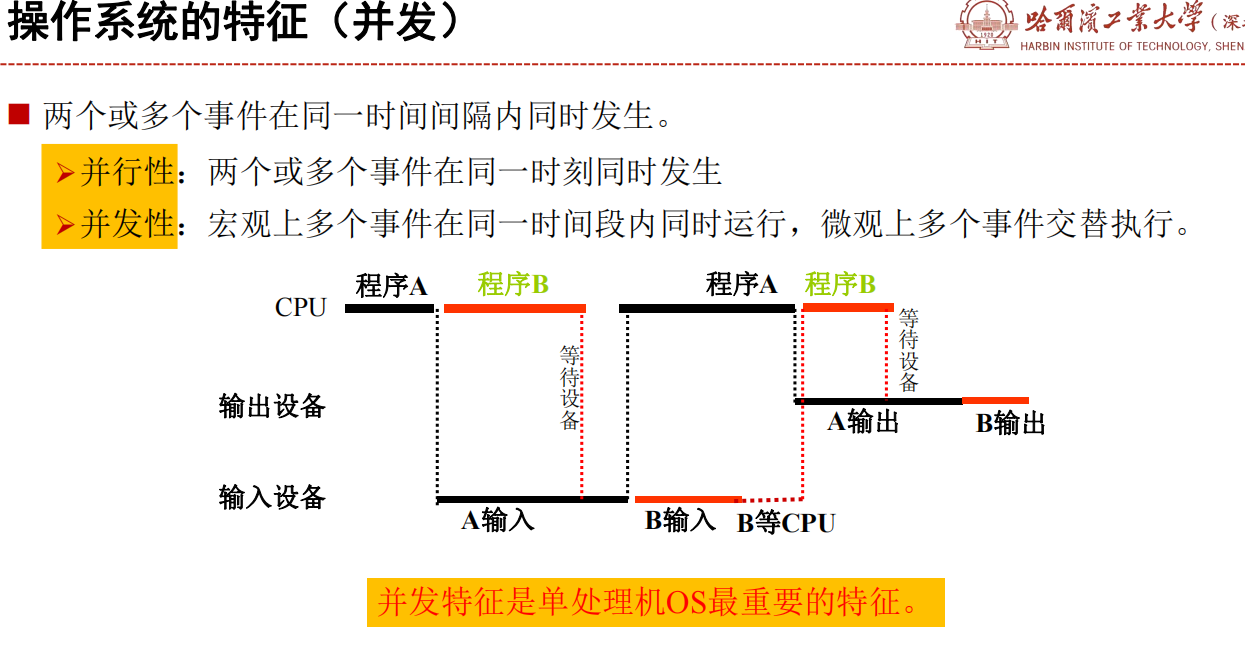 操作系统的特征（并发）
哈爾濱工業大學（深
1920
HIT
HARBIN INSTITUTE OF TECHNOLOGY, SHEN
■ 两个或多个事件在同一时间间隔内同时发生。
➢并行性：两个或多个事件在同一时刻同时发生
➢并发性：宏观上多个事件在同一时间段内同时运行，微观上多个事件交替执行。
程序A 程序B 程序A 程序B
CPU
等待设备
等待设备
输出设备
A输出 B输出
输入设备
A输入 B输入 B等CPU
并发特征是单处理机OS最重要的特征。